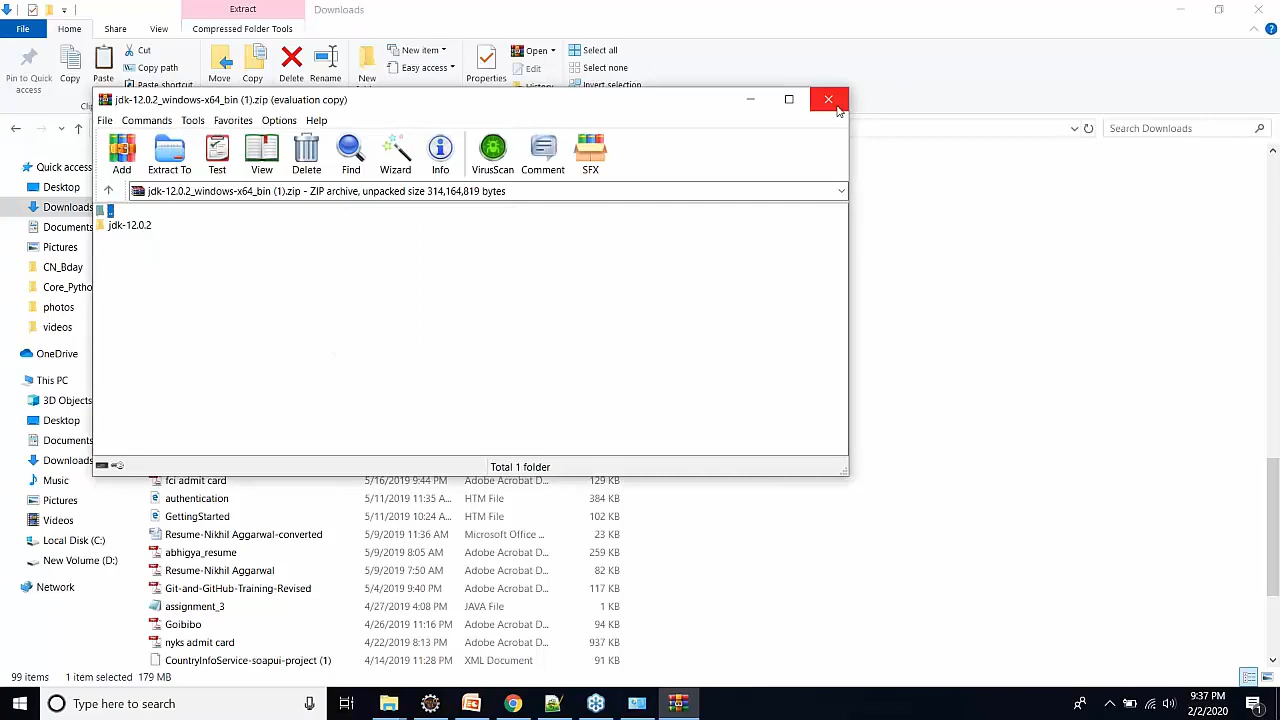 Extract
Downloads
File
Home
Share
View
Compressed Folder Tools
Pin to Quick access
Copy
Paste
Cut
Copy path
Paste shortcut
Move
Copy
Delete
Rename
New
New item
Easy access
Properties
Open
Edit
History
Select all
Select none
Invert selection
jdk-12.0.2_windows-x64_bin (1).zip (evaluation copy)
File Commands Tools Favorites Options Help
Search Downloads
Add Extract To Test View Delete Find Wizard Info VirusScan Comment SFX
jdk-12.0.2_windows-x64_bin (1).zip - ZIP archive, unpacked size 314,164,819 bytes
..
jdk-12.0.2
Total 1 folder
Quick access
Desktop
Downloads
Documents
Pictures
CN_Bday
Core_Pytho
photos
videos
OneDrive
This PC
3D Objects
Desktop
Documents
Downloads
Music
Pictures
Videos
Local Disk (C:)
New Volume (D:)
Network
fci admit card 5/16/2019 9:44 PM Adobe Acrobat D... 129 KB
authentication 5/11/2019 11:35 A... HTM File 384 KB
GettingStarted 5/11/2019 10:24 A... HTM File 102 KB
Resume-Nikhil Aggarwal-converted 5/9/2019 11:36 AM Microsoft Office ... 23 KB
abhigya_resume 5/9/2019 8:05 AM Adobe Acrobat D... 259 KB
Resume-Nikhil Aggarwal 5/9/2019 7:50 AM Adobe Acrobat D... 82 KB
Git-and-GitHub-Training-Revised 5/4/2019 9:40 PM Adobe Acrobat D... 117 KB
assignment_3 4/27/2019 4:08 PM JAVA File 1 KB
Goibibo 4/26/2019 11:16 PM Adobe Acrobat D... 94 KB
nyks admit card 4/22/2019 8:13 PM Adobe Acrobat D... 937 KB
CountryInfoService-soapui-project (1) 4/14/2019 11:28 PM XML Document 91 KB
99 items 1 item selected 179 MB
Type here to search
9:37 PM
2/2/2020